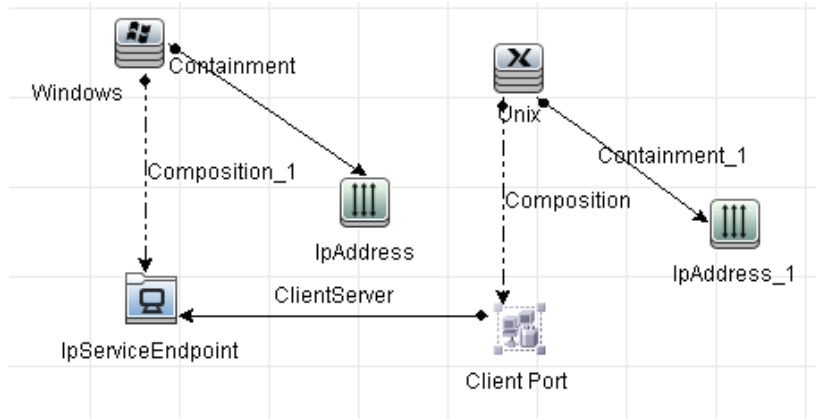 Containment
Windows
Unix
Containment_1
Composition_1
Composition
IpAddress
IpAddress_1
ClientServer
IpServiceEndpoint
Client Port